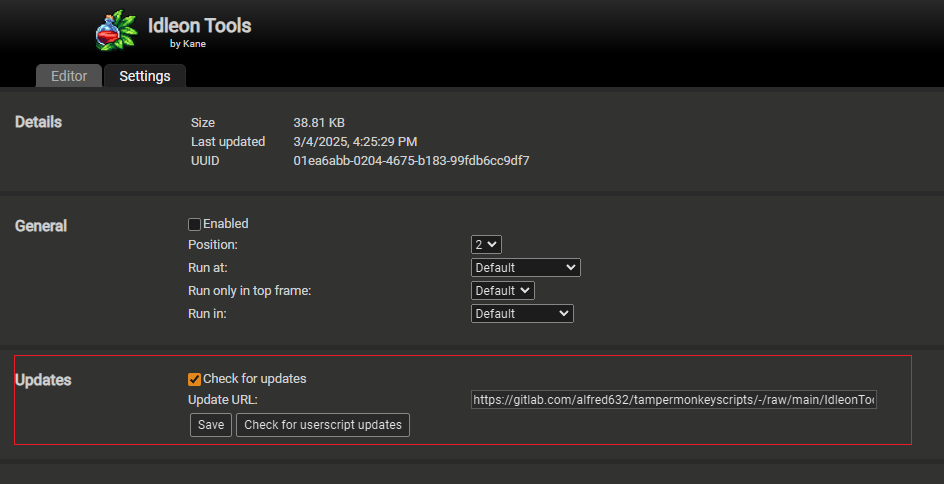 Idleon Tools
by Kane
Editor Settings
Details
Size 38.81 KB
Last updated 3/4/2025, 4:25:29 PM
UUID 01ea6abb-0204-4675-b183-99fdb6cc9df7
General
Enabled
Position: 2
Run at: Default
Run only in top frame: Default
Run in: Default
Updates
Check for updates
Update URL: https://gitlab.com/alfred632/tampermonkeyscripts/-/raw/main/IdleonToo
Save Check for userscript updates